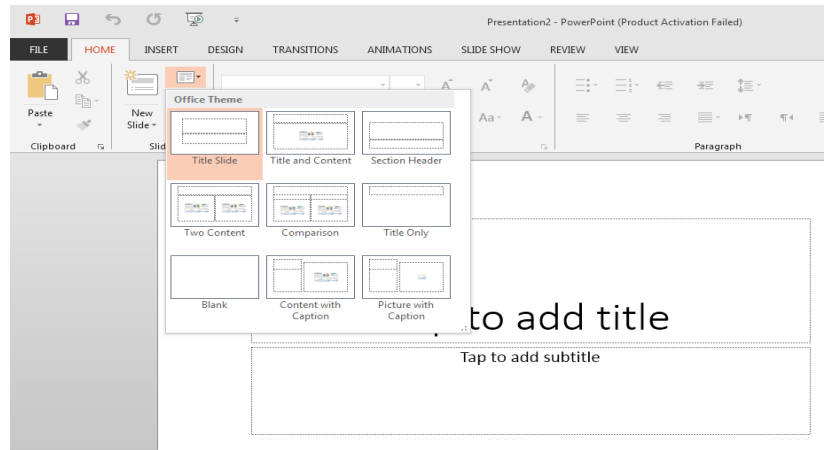 Presentation2 - PowerPoint (Product Activation Failed)
FILE HOME INSERT DESIGN TRANSITIONS ANIMATIONS SLIDE SHOW REVIEW VIEW
Paste
New
Slide
Aa
A
Clipboard
Paragraph
Office Theme
Title Slide Title and Content Section Header
Two Content Comparison Title Only
Blank Content with Caption Picture with Caption
to add title
Tap to add subtitle